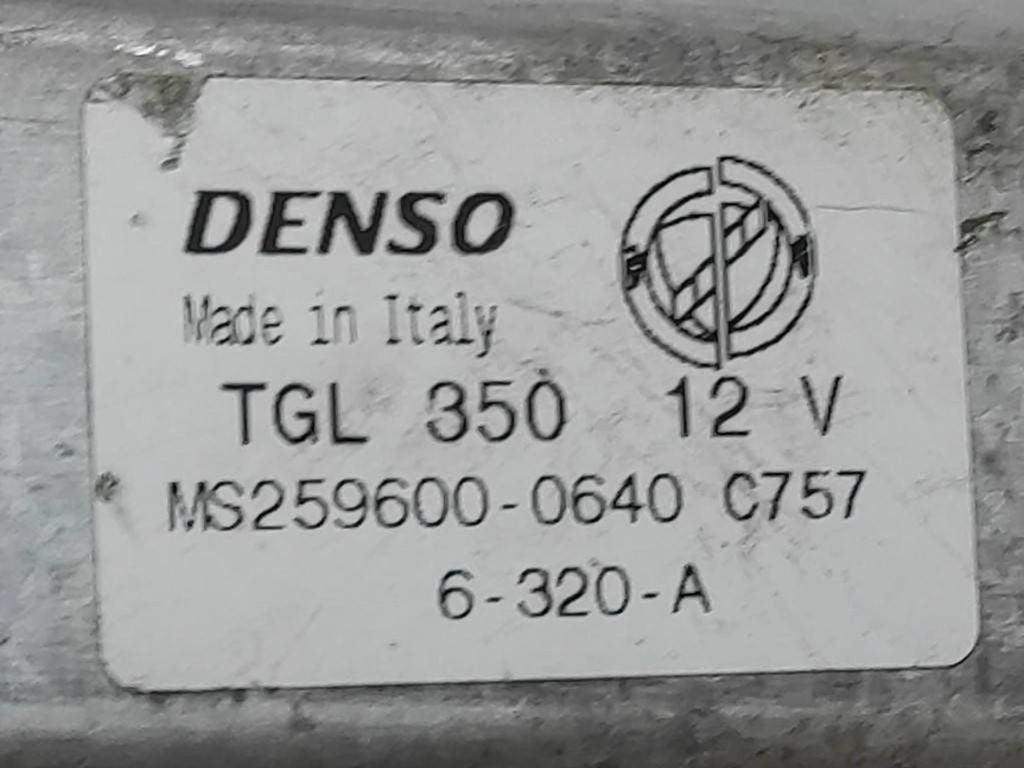 DENSO
Made in Italy
TGL 350 12 V
MS259600-0640 C757
6-320-A